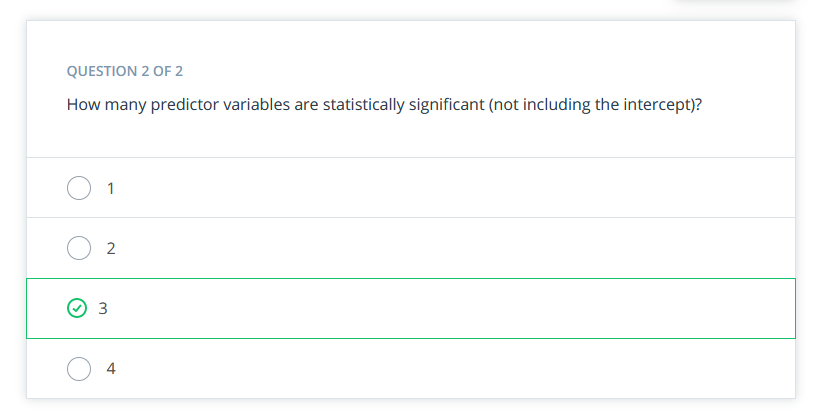 QUESTION 2 OF 2
How many predictor variables are statistically significant (not including the intercept)?
1
2
3
4